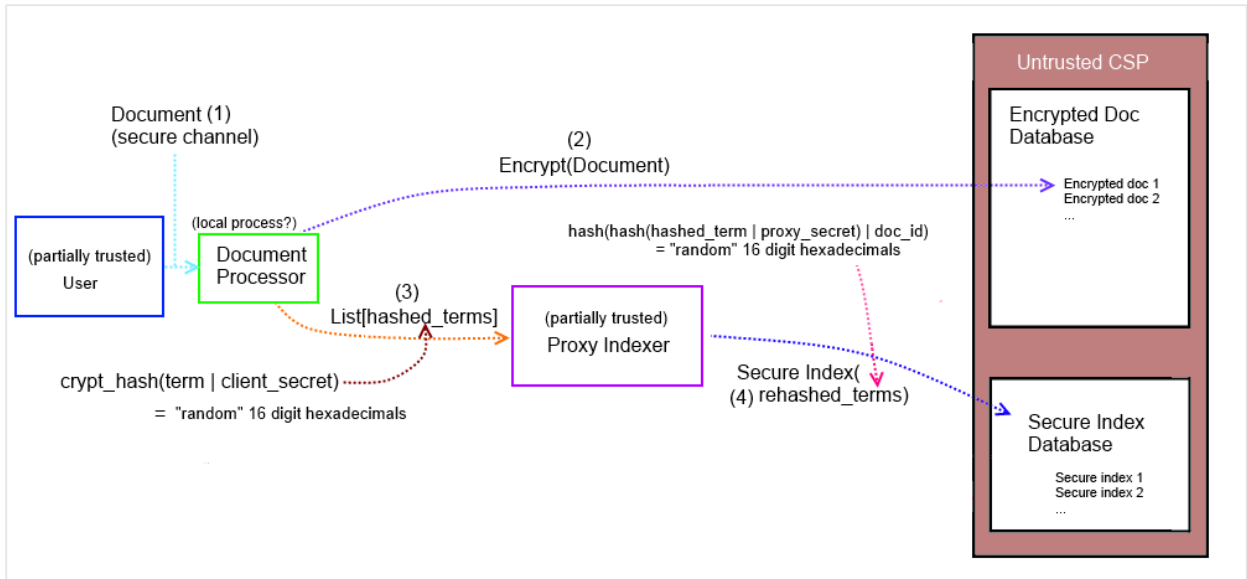 Untrusted CSP
Document (1)
(secure channel)
(2)
Encrypt(Document)
Encrypted Doc
Database
Encrypted doc 1
Encrypted doc 2
...
(local process?)
(partially trusted)
User
Document
Processor
hash(hash(hashed_term | proxy_secret) | doc_id)
= "random" 16 digit hexadecimals
(3)
List[hashed_terms]
(partially trusted)
Proxy Indexer
crypt_hash(term | client_secret)
= "random" 16 digit hexadecimals
Secure Index(
(4) rehashed_terms)
Secure Index
Database
Secure index 1
Secure index 2
...